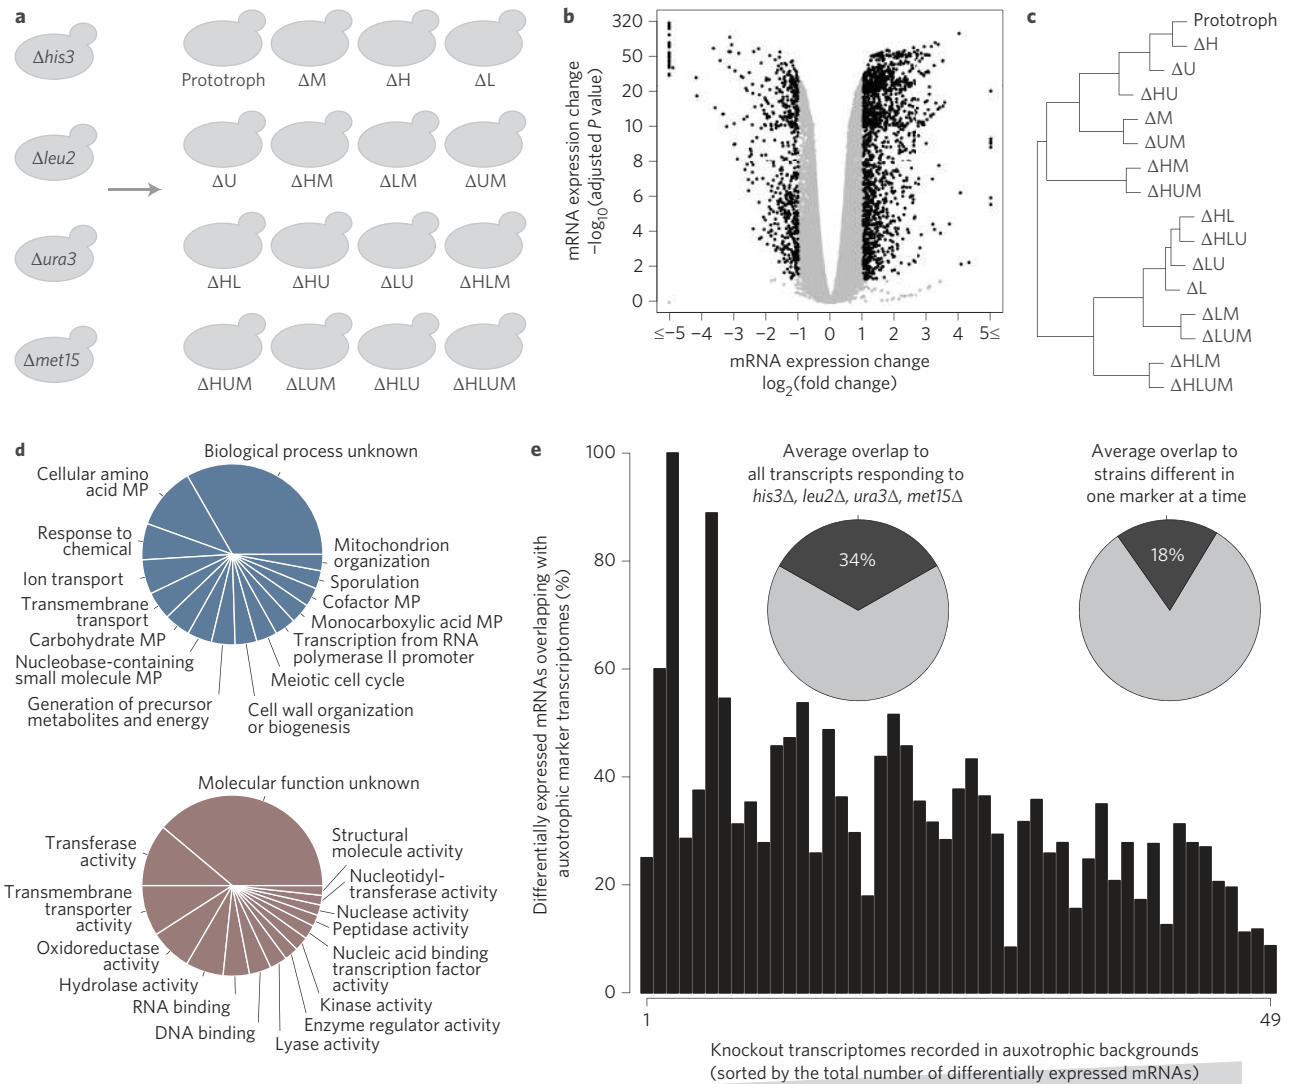 a
Δhis3
Δleu2
Δura3
Δmet15
Prototroph
ΔM
ΔH
ΔL
ΔU
ΔHM
ΔLM
ΔUM
ΔHL
ΔHU
ΔLU
ΔHLM
ΔHUM
ΔLUM
ΔHLU
ΔHLUM
b
mRNA expression change
−log10(adjusted P value)
320
50
20
10
8
6
4
2
0
≤−5
−4
−3
−2
−1
0
1
2
3
4
5≤
mRNA expression change
log2(fold change)
c
Prototroph
ΔH
ΔU
ΔHU
ΔM
ΔUM
ΔHM
ΔHUM
ΔHL
ΔHLU
ΔLU
ΔL
ΔLM
ΔLUM
ΔHLM
ΔHLUM
d
Biological process unknown
Cellular amino
acid MP
Response to
chemical
Ion transport
Transmembrane
transport
Carbohydrate MP
Nucleobase-containing
small molecule MP
Generation of precursor
metabolites and energy
Cell wall organization
or biogenesis
Meiotic cell cycle
Transcription from RNA
polymerase II promoter
Monocarboxylic acid MP
Cofactor MP
Sporulation
Mitochondrion
organization
Molecular function unknown
Transferase
activity
Transmembrane
transporter
activity
Oxidoreductase
activity
Hydrolase activity
RNA binding
DNA binding
Lyase activity
Enzyme regulator activity
Kinase activity
Nucleic acid binding
transcription factor
activity
Peptidase activity
Nuclease activity
Nucleotidyl-
transferase activity
Structural
molecule activity
e
Differentially expressed mRNAs overlapping with
auxotrophic marker transcriptomes (%)
100
80
60
40
20
0
Average overlap to
all transcripts responding to
his3Δ, leu2Δ, ura3Δ, met15Δ
34%
Average overlap to
strains different in
one marker at a time
18%
1
49
Knockout transcriptomes recorded in auxotrophic backgrounds
(sorted by the total number of differentially expressed mRNAs)